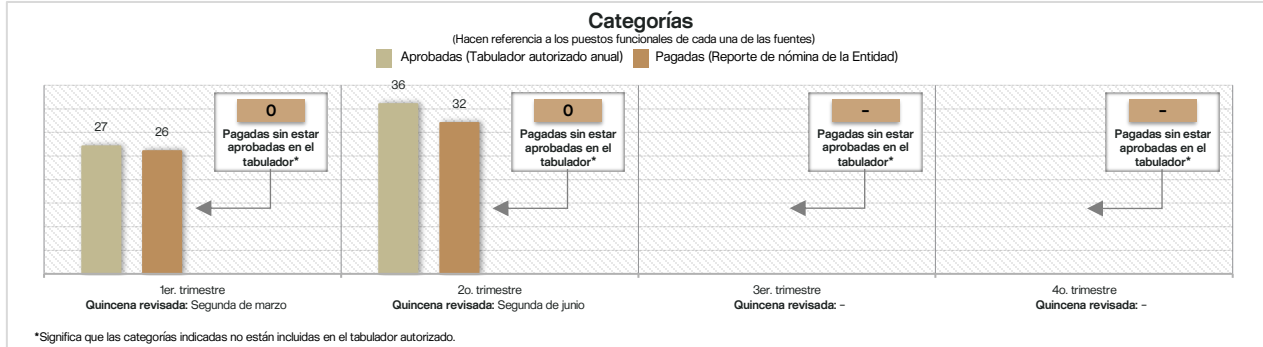 Categorías
(Hacen referencia a los puestos funcionales de cada una de las fuentes)
Aprobadas (Tabulador autorizado anual) Pagadas (Reporte de nómina de la Entidad)
27
26
0
Pagadas sin estar
aprobadas en el
tabulador*
36
32
0
Pagadas sin estar
aprobadas en el
tabulador*
–
Pagadas sin estar
aprobadas en el
tabulador*
–
Pagadas sin estar
aprobadas en el
tabulador*
1er. trimestre
Quincena revisada: Segunda de marzo
2o. trimestre
Quincena revisada: Segunda de junio
3er. trimestre
Quincena revisada: –
4o. trimestre
Quincena revisada: –
*Significa que las categorías indicadas no están incluidas en el tabulador autorizado.